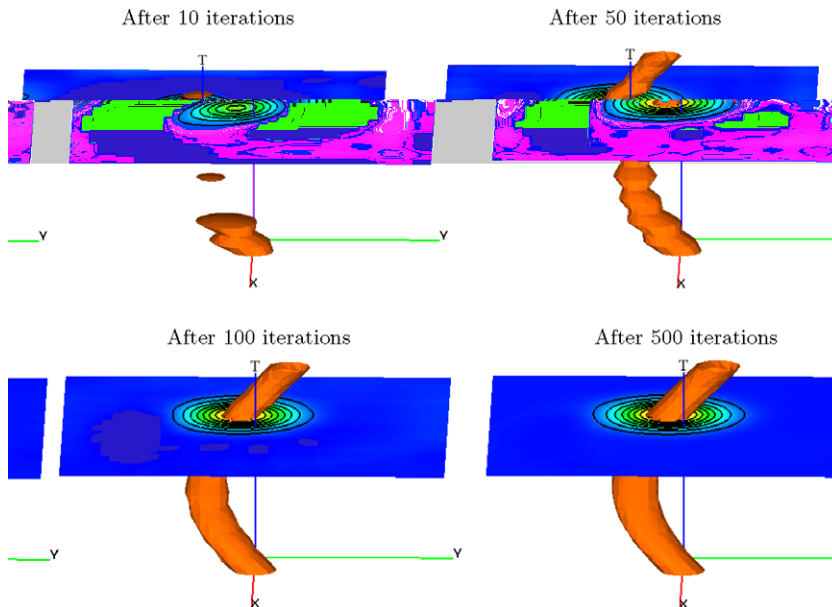 After 10 iterations
After 50 iterations
T
T
Y
Y
X
X
After 100 iterations
After 500 iterations
T
T
Y
Y
X
X